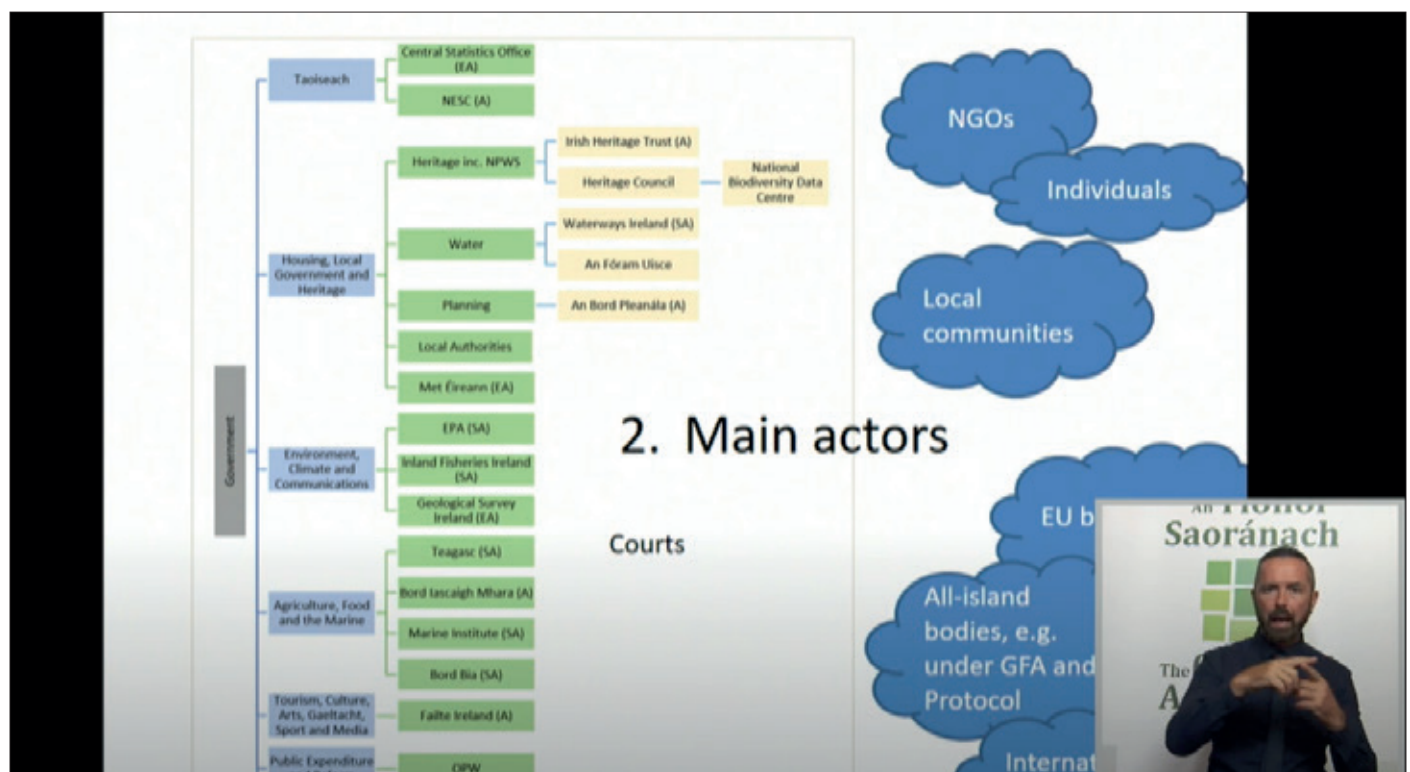 Government
Taoiseach
Central Statistics Office
(EA)
NESC (A)
Housing, Local
Government and
Heritage
Heritage inc. NPWS
Irish Heritage Trust (A)
Heritage Council
National
Biodiversity Data
Centre
Water
Waterways Ireland (SA)
An Fóram Uisce
Planning
An Bord Pleanála (A)
Local Authorities
Met Éireann (EA)
Environment,
Climate and
Communications
EPA (SA)
Inland Fisheries Ireland
(SA)
Geological Survey
Ireland (EA)
Agriculture, Food
and the Marine
Teagasc (SA)
Bord Iascaigh Mhara (A)
Marine Institute (SA)
Bord Bia (SA)
Tourism, Culture,
Arts, Gaeltacht,
Sport and Media
Failte Ireland (A)
Public Expenditure
OPW
2. Main actors
Courts
NGOs
Individuals
Local
communities
EU b
All-island
bodies, e.g.
under GFA and
Protocol
Internat
An
Saoránach
The
A